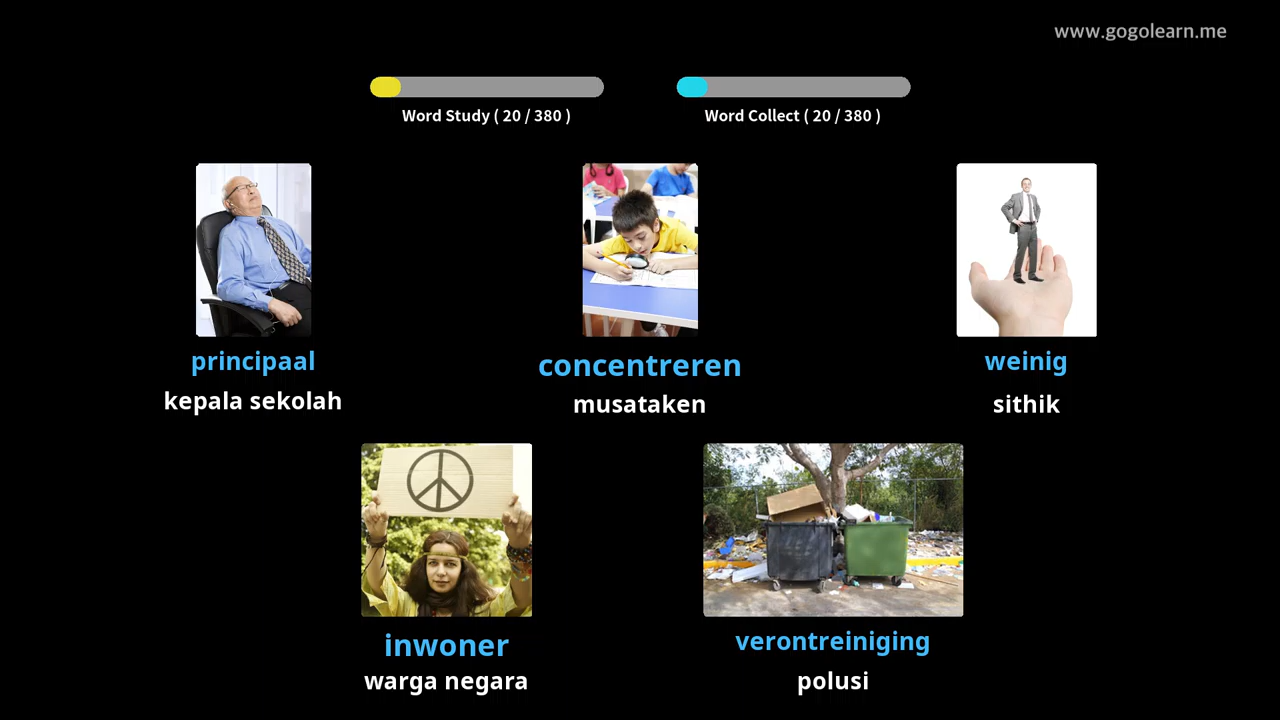 www.gogolearn.me
Word Study ( 20 / 380 )
Word Collect ( 20 / 380 )
principaal
kepala sekolah
concentreren
musataken
weinig
sithik
inwoner
warga negara
verontreiniging
polusi